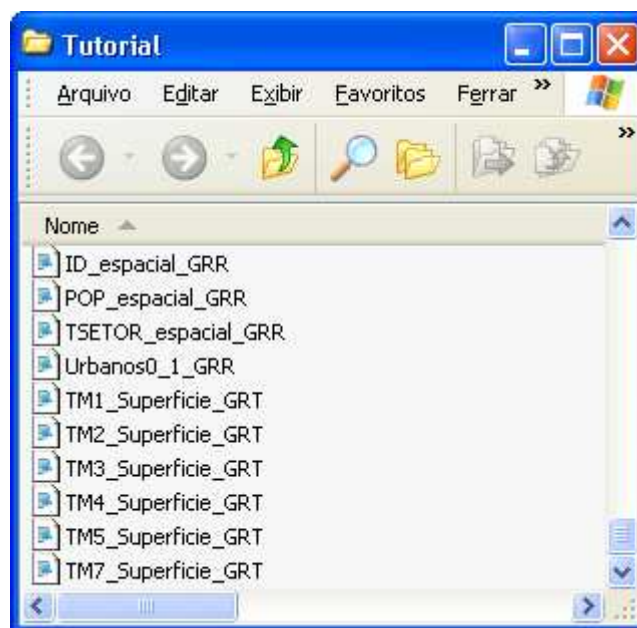 Tutorial
Arquivo Editar Exibir Favoritos Ferrar »
»
Nome
ID_espacial_GRR
POP_espacial_GRR
TSETOR_espacial_GRR
Urbanos0_1_GRR
TM1_Superficie_GRT
TM2_Superficie_GRT
TM3_Superficie_GRT
TM4_Superficie_GRT
TM5_Superficie_GRT
TM7_Superficie_GRT